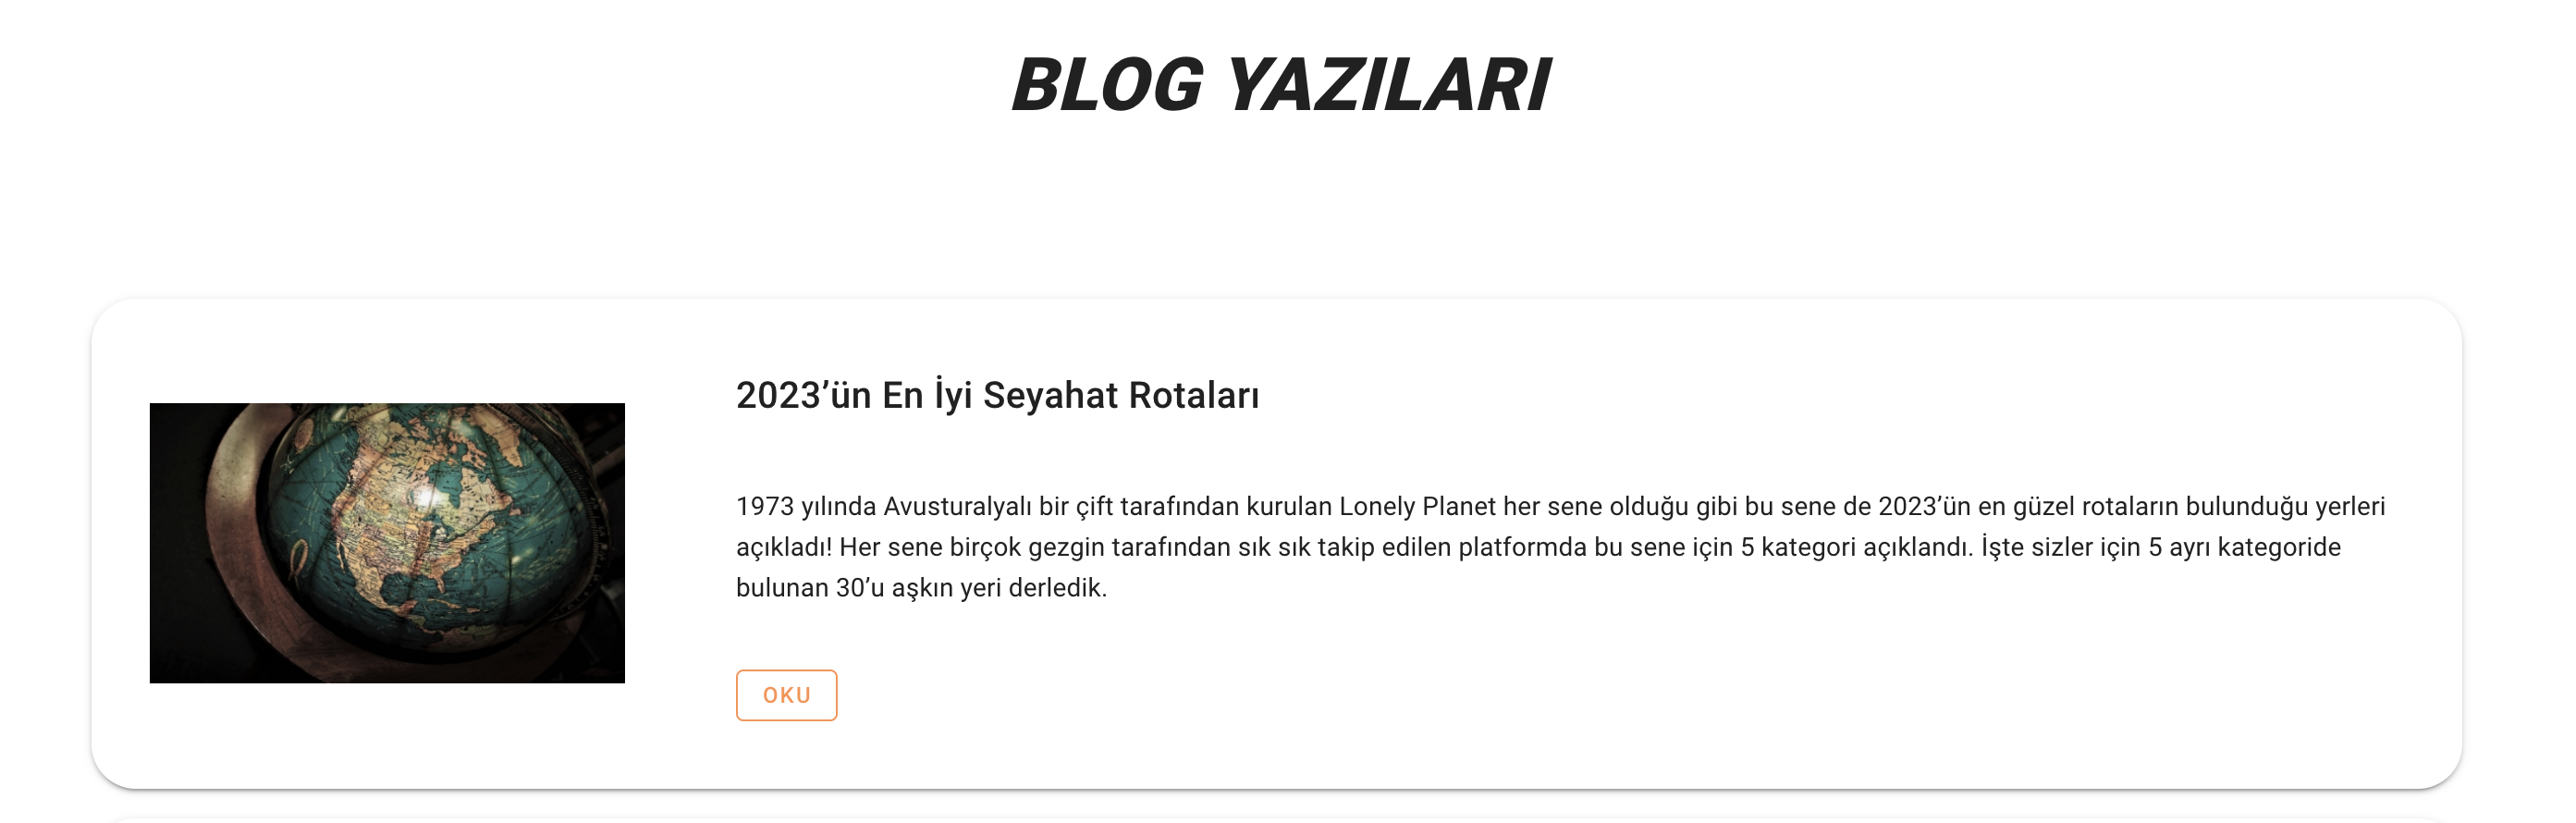 BLOG YAZILARI
2023’ün En İyi Seyahat Rotaları
1973 yılında Avusturalyalı bir çift tarafından kurulan Lonely Planet her sene olduğu gibi bu sene de 2023’ün en güzel rotaların bulunduğu yerleri
açıkladı! Her sene birçok gezgin tarafından sık sık takip edilen platformda bu sene için 5 kategori açıklandı. İşte sizler için 5 ayrı kategoride
bulunan 30’u aşkın yeri derledik.
OKU